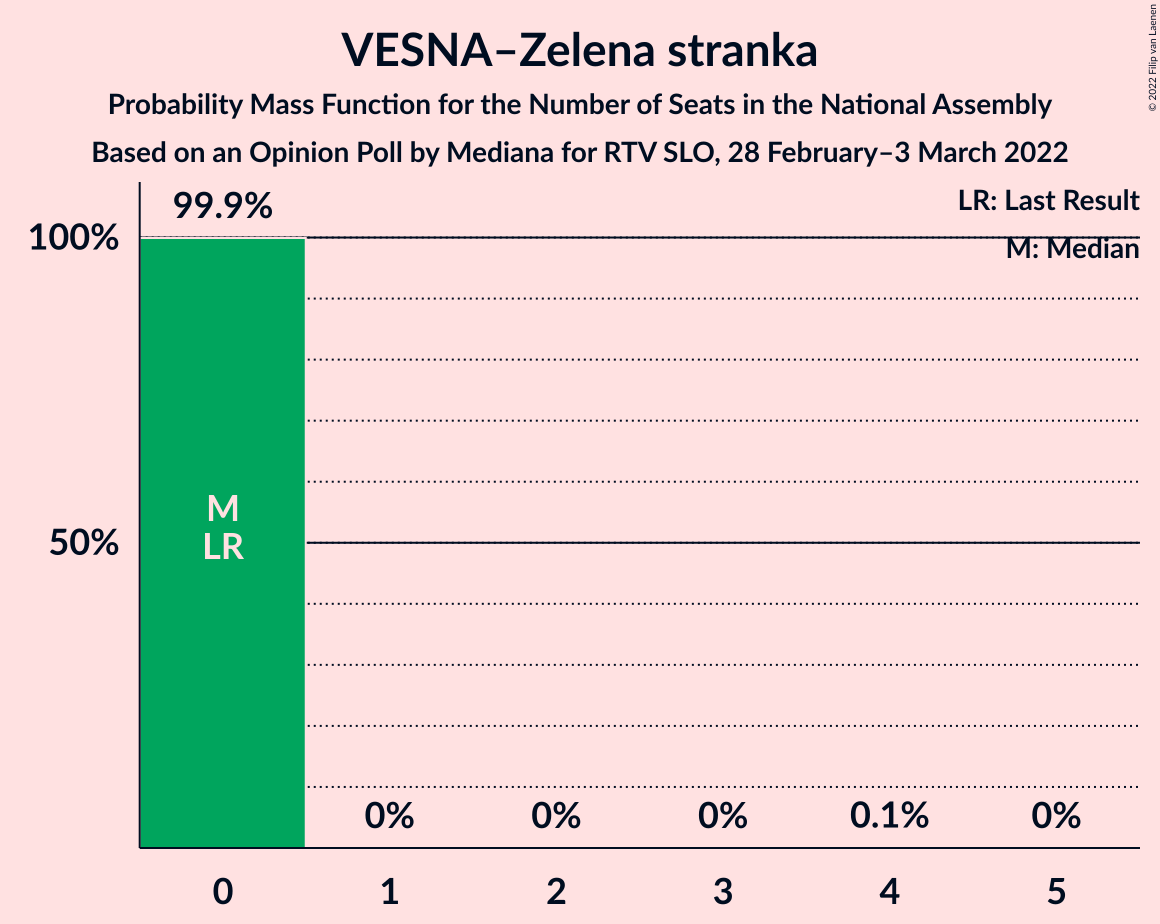 VESNA–Zelena stranka
Probability Mass Function for the Number of Seats in the National Assembly
Based on an Opinion Poll by Mediana for RTV SLO, 28 February–3 March 2022
© 2022 Filip van Laenen
LR: Last Result
M: Median
99.9%
100%
50%
M
LR
0% 0% 0% 0.1% 0%
0 1 2 3 4 5